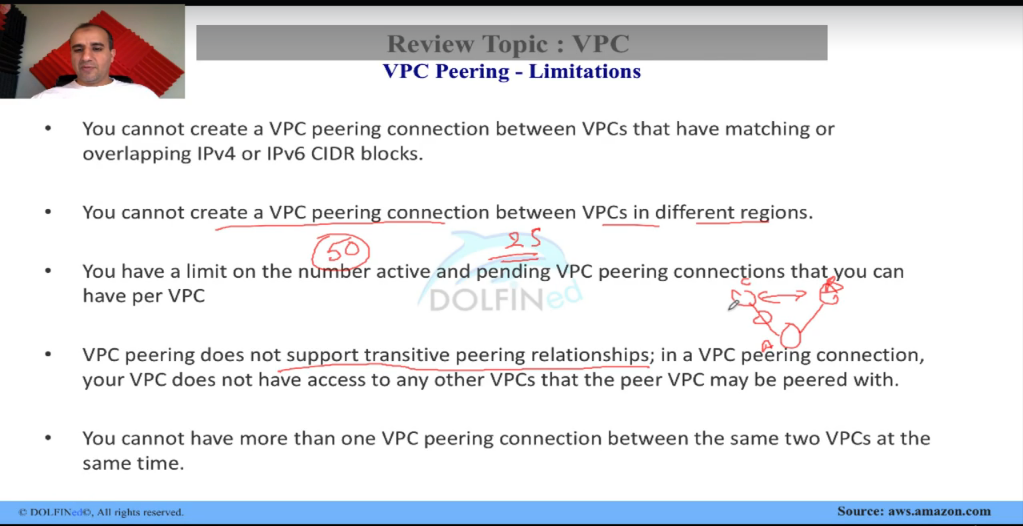 Review Topic : VPC
VPC Peering - Limitations
• You cannot create a VPC peering connection between VPCs that have matching or
overlapping IPv4 or IPv6 CIDR blocks.
• You cannot create a VPC peering connection between VPCs in different regions.
50 25
• You have a limit on the number active and pending VPC peering connections that you can
have per VPC
DOLFINed
C B
A
• VPC peering does not support transitive peering relationships; in a VPC peering connection,
your VPC does not have access to any other VPCs that the peer VPC may be peered with.
• You cannot have more than one VPC peering connection between the same two VPCs at the
same time.
© DOLFINed©, All rights reserved. Source: aws.amazon.com